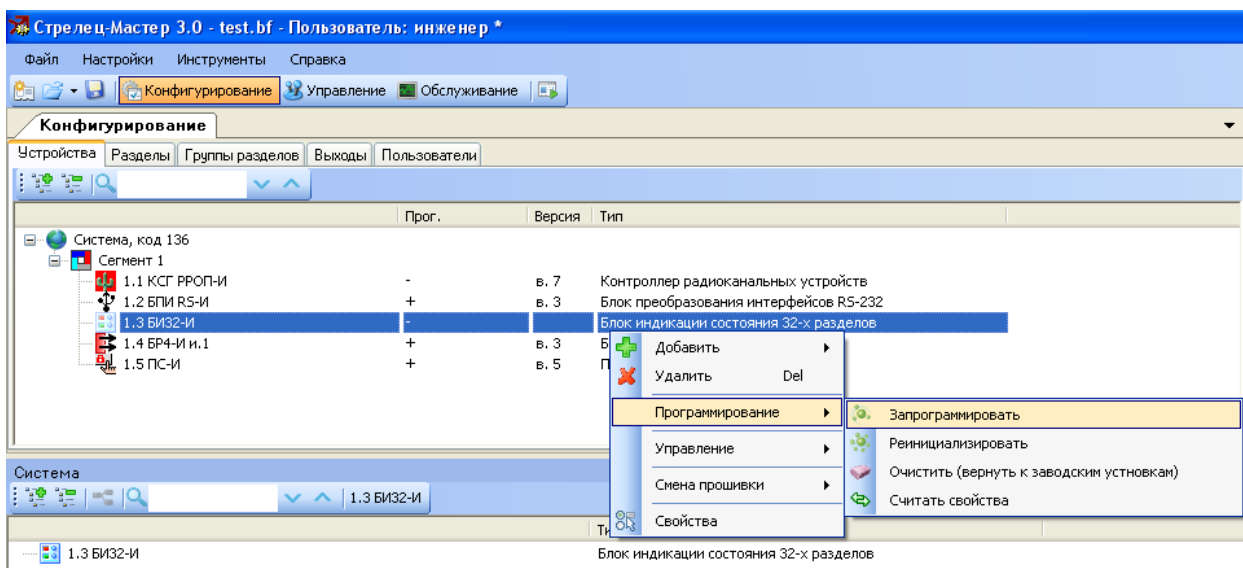 Стрелец-Мастер 3.0 - test.bf - Пользователь: инженер *
Файл Настройки Инструменты Справка
Конфигурирование Управление Обслуживание
Конфигурирование
Устройства Разделы Группы разделов Выходы Пользователи
Прог. Версия Тип
Система, код 136
Сегмент 1
1.1 КСГ РРОП-И - в. 7 Контроллер радиоканальных устройств
1.2 БПИ RS-И + в. 3 Блок преобразования интерфейсов RS-232
1.3 БИ32-И - Блок индикации состояния 32-х разделов
1.4 БР4-И и.1 + в. 3 Б
1.5 ПС-И + в. 5 П
Добавить
Удалить Del
Программирование
Управление
Смена прошивки
Свойства
Запрограммировать
Реинициализировать
Очистить (вернуть к заводским устновкам)
Считать свойства
Система
1.3 БИ32-И
Ти
1.3 БИ32-И Блок индикации состояния 32-х разделов